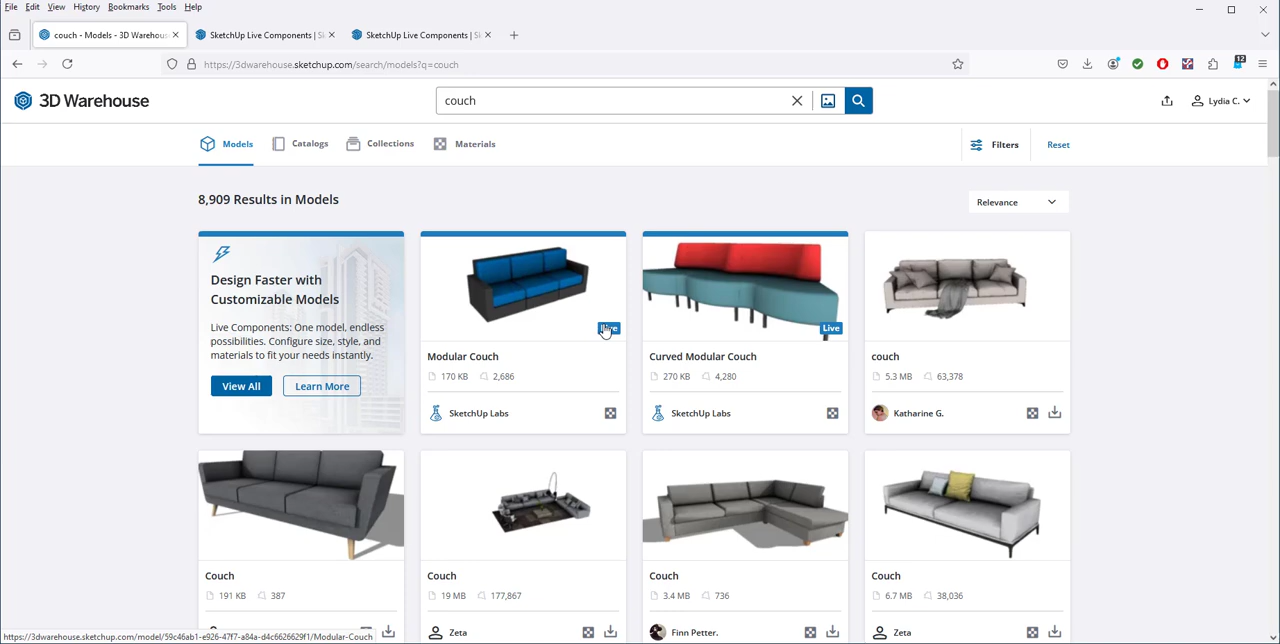 File Edit View History Bookmarks Tools Help
couch - Models - 3D Warehouse
SketchUp Live Components |
SketchUp Live Components |
https://3dwarehouse.sketchup.com/search/models?q=couch
12
3D Warehouse
couch
Lydia C.
Models
Catalogs
Collections
Materials
Filters
Reset
8,909 Results in Models
Relevance
Design Faster with
Customizable Models
Live Components: One model, endless
possibilities. Configure size, style, and
materials to fit your needs instantly.
View All
Learn More
Live
Modular Couch
170 KB 2,686
SketchUp Labs
Live
Curved Modular Couch
270 KB 4,280
SketchUp Labs
couch
5.3 MB 63,378
Katharine G.
Couch
191 KB 387
Couch
19 MB 177,867
Zeta
Couch
3.4 MB 736
Finn Petter.
Couch
6.7 MB 38,036
Zeta
https://3dwarehouse.sketchup.com/model/59c46ab1-e926-47f7-a84a-d4c6626629f1/Modular-Couch